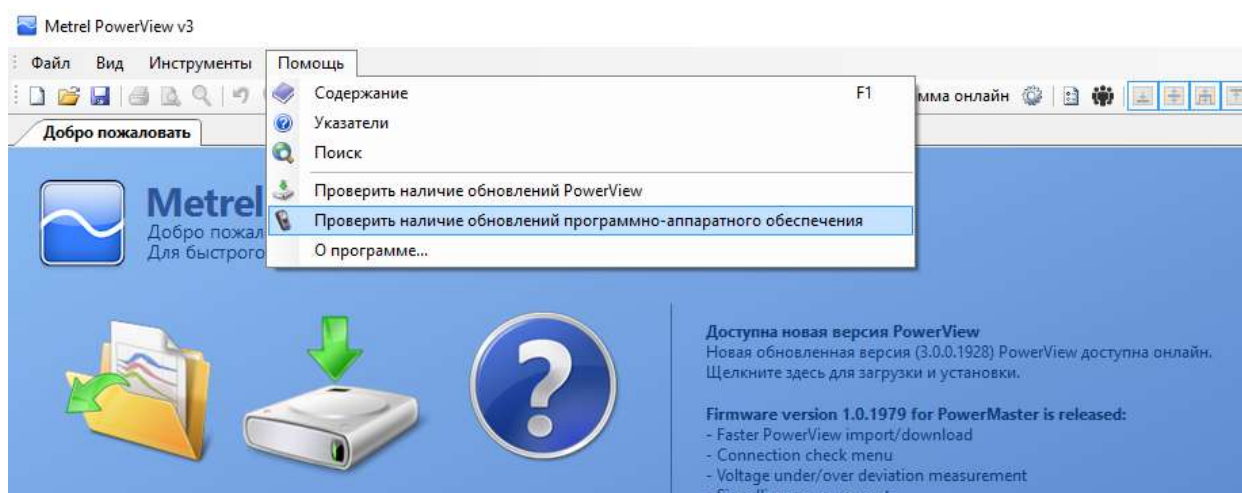 Metrel PowerView v3
Файл Вид Инструменты Помощь
Содержание F1
мма онлайн
Указатели
Добро пожаловать
Поиск
Проверить наличие обновлений PowerView
Metrel
Проверить наличие обновлений программно-аппаратного обеспечения
Добро пожал
Для быстрого
О программе...
Доступна новая версия PowerView
Новая обновленная версия (3.0.0.1928) PowerView доступна онлайн.
Щелкните здесь для загрузки и установки.
Firmware version 1.0.1979 for PowerMaster is released:
- Faster PowerView import/download
- Connection check menu
- Voltage under/over deviation measurement